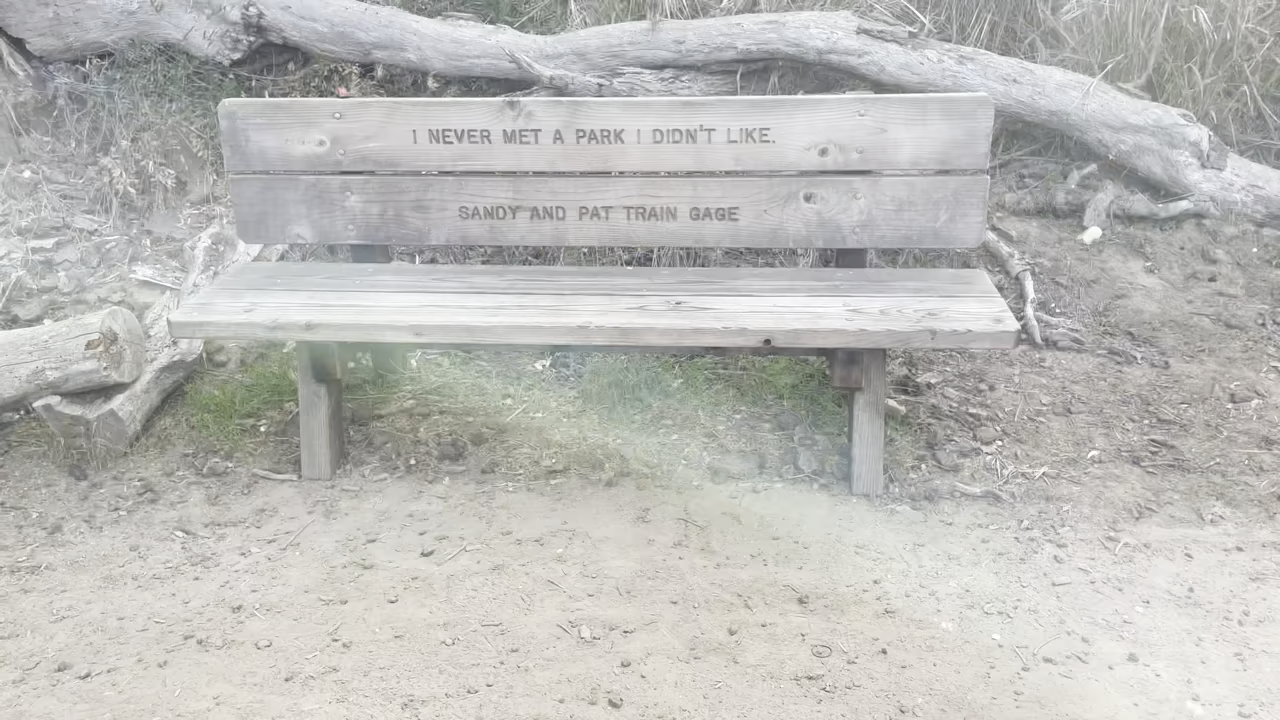 I NEVER MET A PARK I DIDN'T LIKE.
SANDY AND PAT TRAIN GAGE